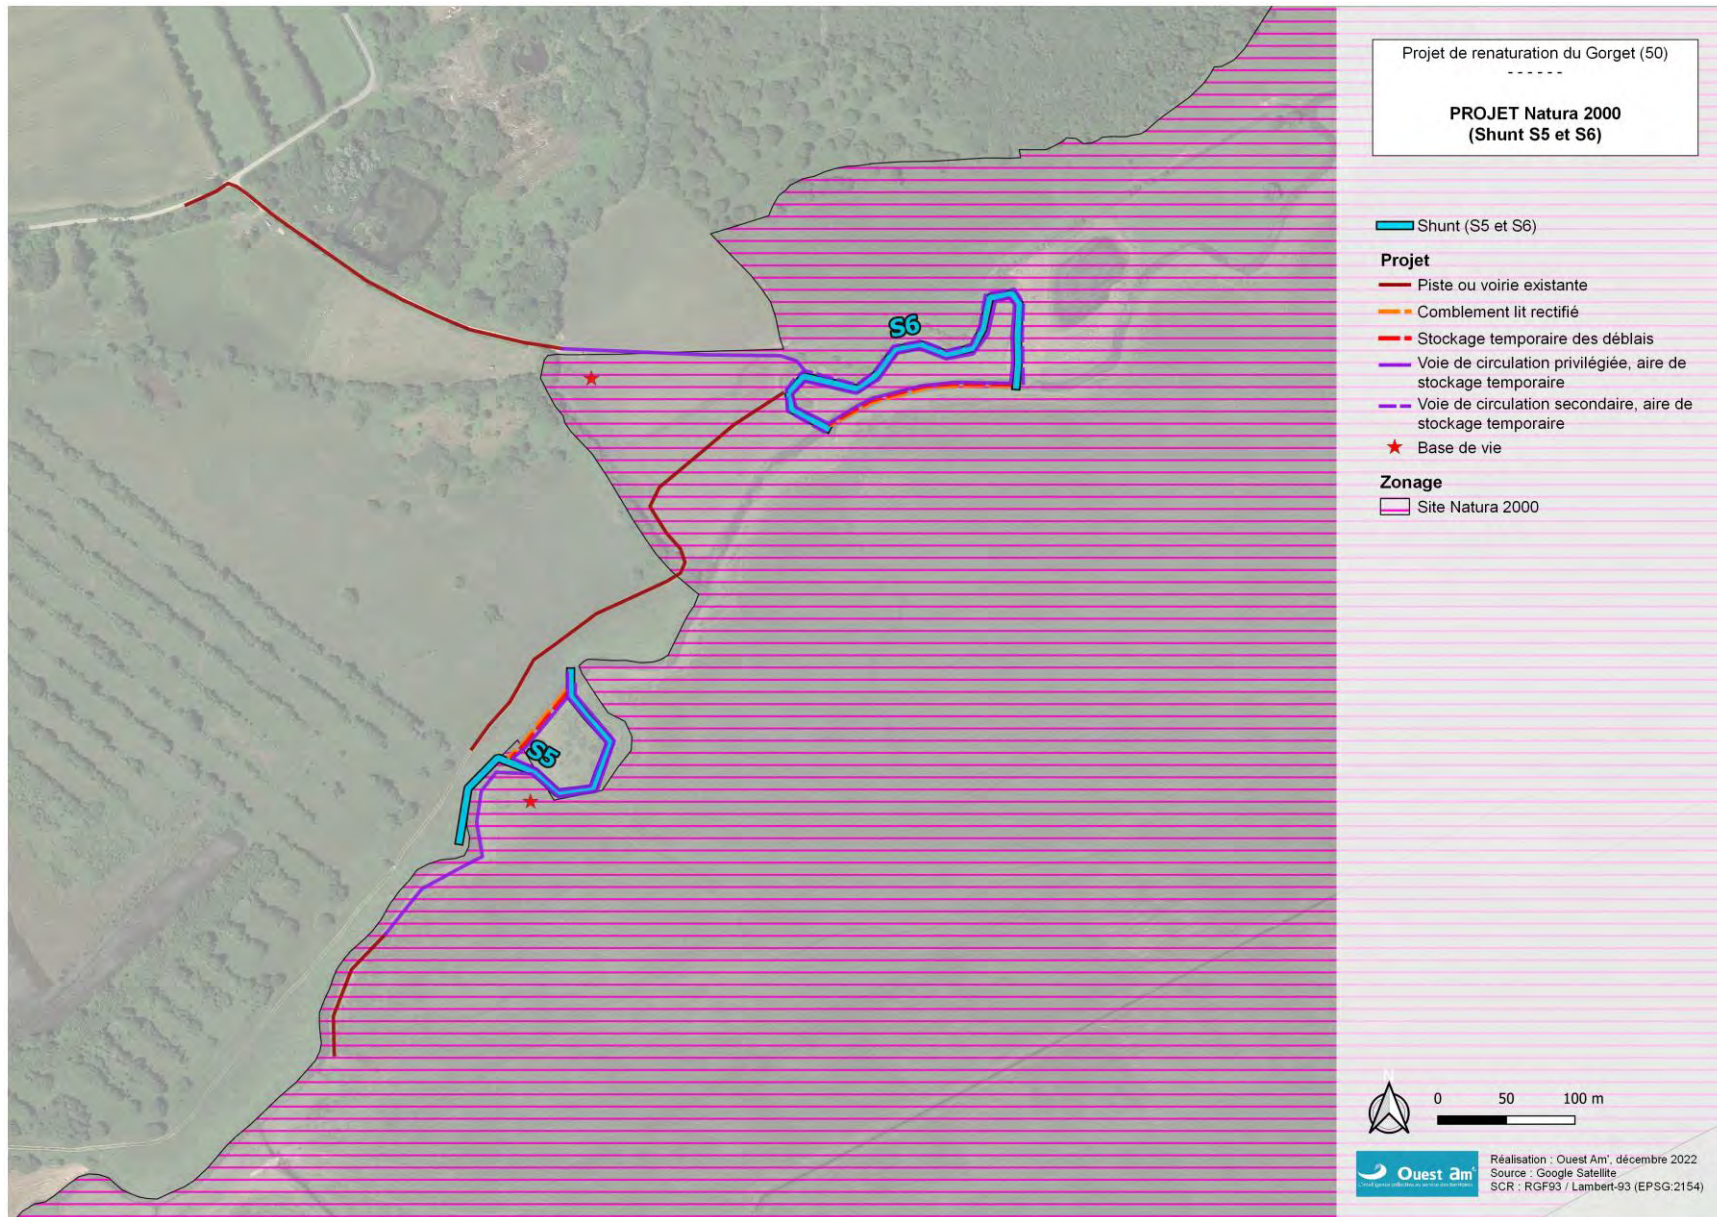 Projet de renaturation du Gorget (50)
- - - - - -
PROJET Natura 2000
(Shunt S5 et S6)
Shunt (S5 et S6)
Projet
Piste ou voirie existante
Comblement lit rectifié
Stockage temporaire des déblais
Voie de circulation privilégiée, aire de
stockage temporaire
Voie de circulation secondaire, aire de
stockage temporaire
Base de vie
Zonage
Site Natura 2000
S6
S5
N
0 50 100 m
Ouest am'
Réalisation : Ouest Am', décembre 2022
Source : Google Satellite
SCR : RGF93 / Lambert-93 (EPSG:2154)